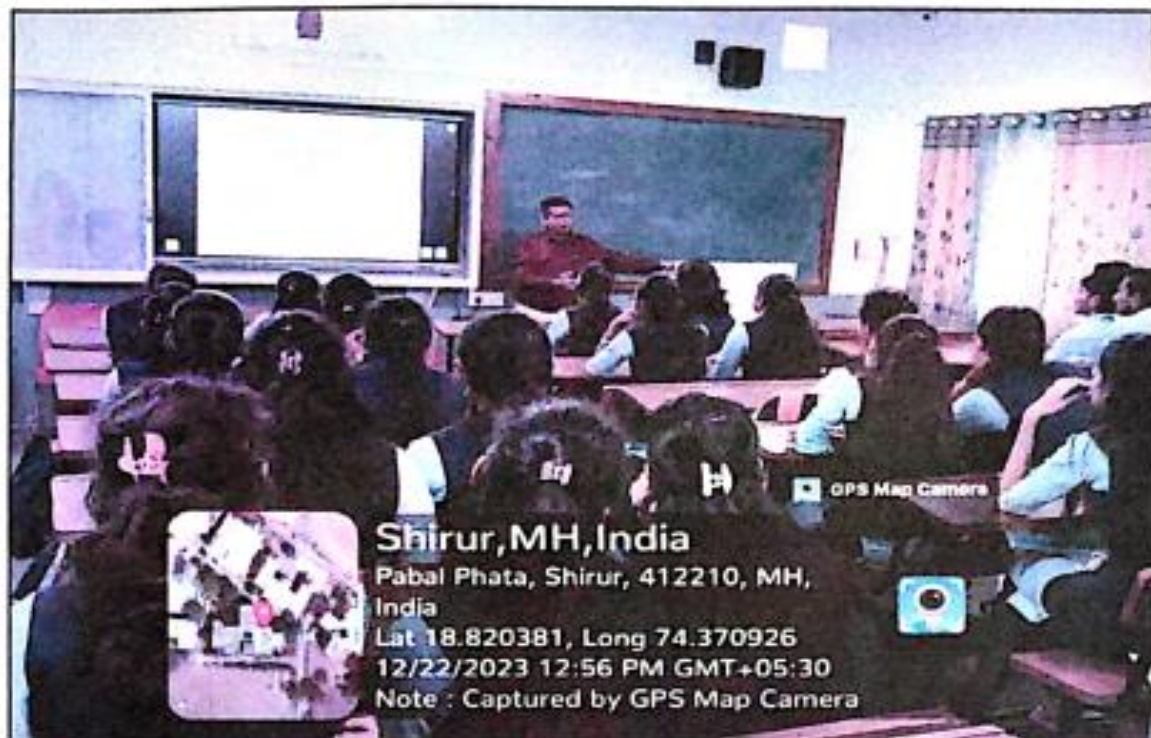 GPS Map Camera
Shirur,MH,India
Pabal Phata, Shirur, 412210, MH,
India
Lat 18.820381, Long 74.370926
12/22/2023 12:56 PM GMT+05:30
Note : Captured by GPS Map Camera